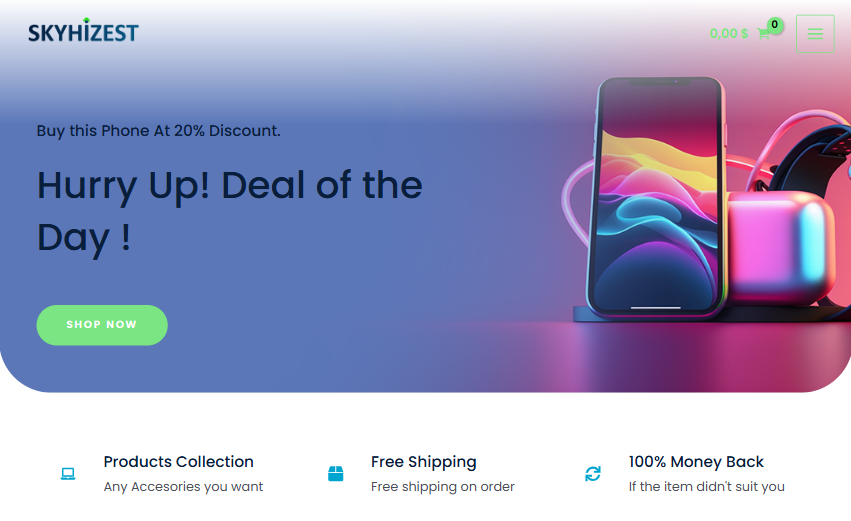 SKYHIZEST
0,00 $ 0
Buy this Phone At 20% Discount.
Hurry Up! Deal of the
Day !
SHOP NOW
Products Collection
Any Accesories you want
Free Shipping
Free shipping on order
100% Money Back
If the item didn't suit you